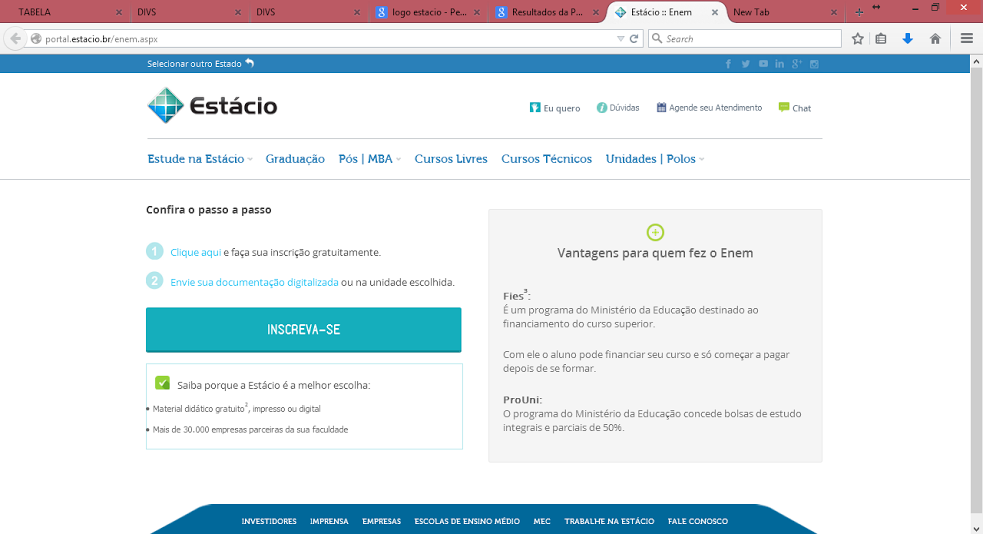 TABELA
DIVS
DIVS
logo estacio - Pe...
Resultados da P...
Estácio :: Enem
New Tab
portal.estacio.br/enem.aspx
Search
Selecionar outro Estado
Estácio
Eu quero
Dúvidas
Agende seu Atendimento
Chat
Estude na Estácio
Graduação
Pós | MBA
Cursos Livres
Cursos Técnicos
Unidades | Polos
Confira o passo a passo
1 Clique aqui e faça sua inscrição gratuitamente.
2 Envie sua documentação digitalizada ou na unidade escolhida.
INSCREVA-SE
Saiba porque a Estácio é a melhor escolha:
• Material didático gratuito², impresso ou digital
• Mais de 30.000 empresas parceiras da sua faculdade
Vantagens para quem fez o Enem
Fies³:
É um programa do Ministério da Educação destinado ao
financiamento do curso superior.
Com ele o aluno pode financiar seu curso e só começar a pagar
depois de se formar.
ProUni:
O programa do Ministério da Educação concede bolsas de estudo
integrais e parciais de 50%.
INVESTIDORES
IMPRENSA
EMPRESAS
ESCOLAS DE ENSINO MÉDIO
MEC
TRABALHE NA ESTÁCIO
FALE CONOSCO